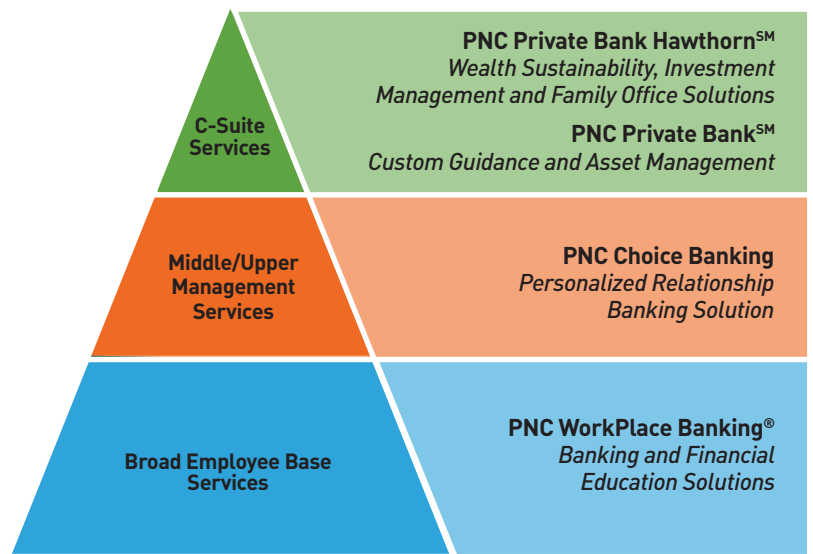 C-Suite
Services
PNC Private Bank Hawthorn℠
Wealth Sustainability, Investment
Management and Family Office Solutions
PNC Private Bank℠
Custom Guidance and Asset Management
Middle/Upper
Management
Services
PNC Choice Banking
Personalized Relationship
Banking Solution
Broad Employee Base
Services
PNC WorkPlace Banking®
Banking and Financial
Education Solutions